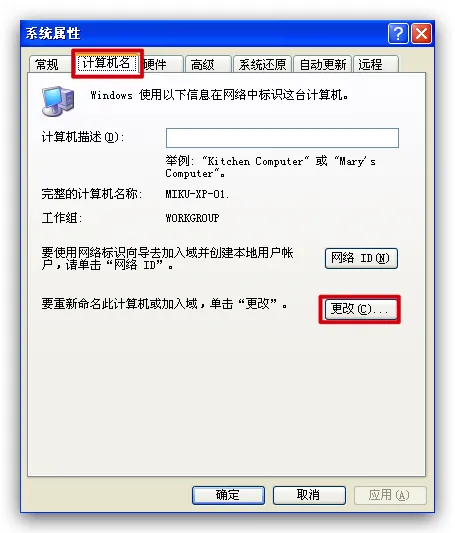 系统属性
常规 计算机名 硬件 高级 系统还原 自动更新 远程
Windows 使用以下信息在网络中标识这台计算机。
计算机描述(D):
举例: "Kitchen Computer" 或 "Mary's
Computer"。
完整的计算机名称: MIKU-XP-01.
工作组: WORKGROUP
要使用网络标识向导去加入域并创建本地用户帐
户,请单击“网络 ID”。
网络 ID(N)
要重新命名此计算机或加入域,单击“更改”。
更改(C)...
确定 取消 应用(A)